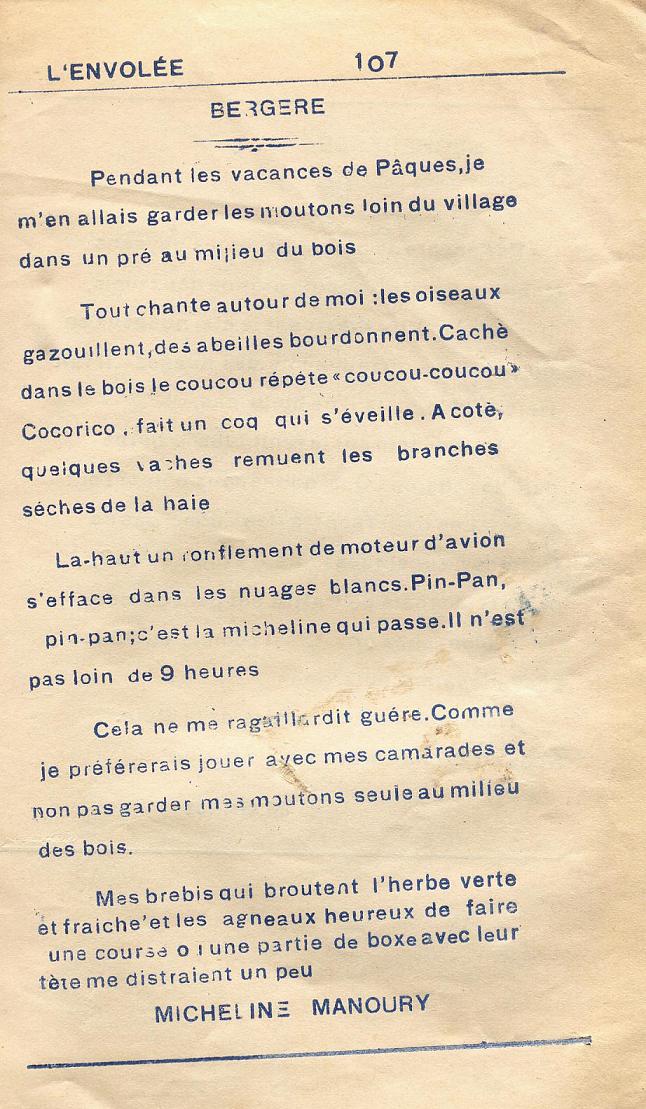 L'ENVOLÉE 107
BERGERE
Pendant les vacances de Pâques,je
m'en allais garder les moutons loin du village
dans un pré au milieu du bois
Tout chante autour de moi :les oiseaux
gazouillent,des abeilles bourdonnent.Cachè
dans le bois le coucou répéte «coucou-coucou»
Cocorico , fait un coq qui s'éveille. A cotè,
quelques vaches remuent les branches
séches de la haie
La-haut un ronflement de moteur d'avion
s'efface dans les nuages blancs.Pin-Pan,
pin-pan;c'est la micheline qui passe.Il n'est
pas loin de 9 heures
Cela ne me ragaillardit guére.Comme
je préférerais jouer avec mes camarades et
non pas garder mes moutons seule au milieu
des bois.
Mes brebis qui broutent l'herbe verte
et fraiche'et les agneaux heureux de faire
une course ou une partie de boxe avec leur
tète me distraient un peu
MICHELINE MANOURY